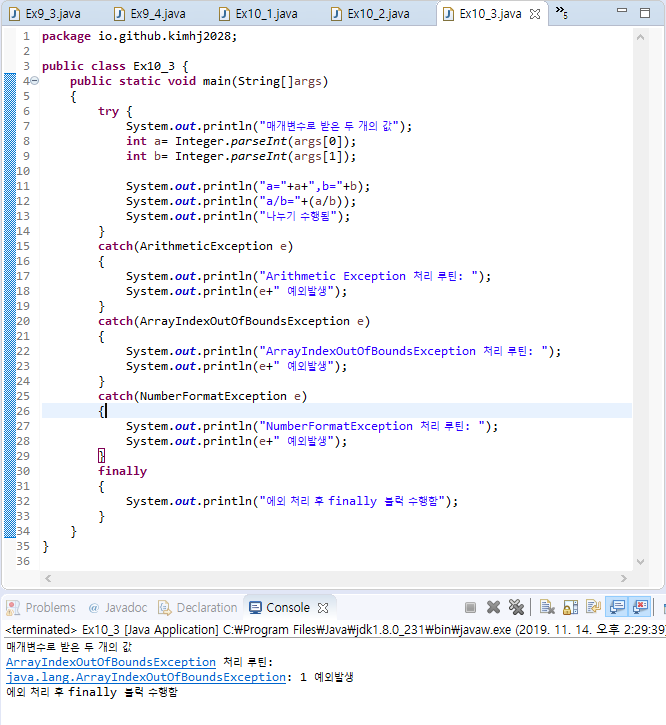 Ex9_3.java Ex9_4.java Ex10_1.java Ex10_2.java Ex10_3.java »5
1 package io.github.kimhj2028;
2
3 public class Ex10_3 {
4 public static void main(String[]args)
5 {
6 try {
7 System.out.println("매개변수로 받은 두 개의 값");
8 int a= Integer.parseInt(args[0]);
9 int b= Integer.parseInt(args[1]);
10
11 System.out.println("a="+a+",b="+b);
12 System.out.println("a/b="+(a/b));
13 System.out.println("나누기 수행됨");
14 }
15 catch(ArithmeticException e)
16 {
17 System.out.println("Arithmetic Exception 처리 루틴: ");
18 System.out.println(e+" 예외발생");
19 }
20 catch(ArrayIndexOutOfBoundsException e)
21 {
22 System.out.println("ArrayIndexOutOfBoundsException 처리 루틴: ");
23 System.out.println(e+" 예외발생");
24 }
25 catch(NumberFormatException e)
26 {
27 System.out.println("NumberFormatException 처리 루틴: ");
28 System.out.println(e+" 예외발생");
29 }
30 finally
31 {
32 System.out.println("에외 처리 후 finally 블럭 수행함");
33 }
34 }
35 }
36
Problems @ Javadoc Declaration Console
<terminated> Ex10_3 [Java Application] C:₩Program Files₩Java₩jdk1.8.0_231₩bin₩javaw.exe (2019. 11. 14. 오후 2:29:39)
매개변수로 받은 두 개의 값
ArrayIndexOutOfBoundsException 처리 루틴:
java.lang.ArrayIndexOutOfBoundsException: 1 예외발생
에외 처리 후 finally 블럭 수행함